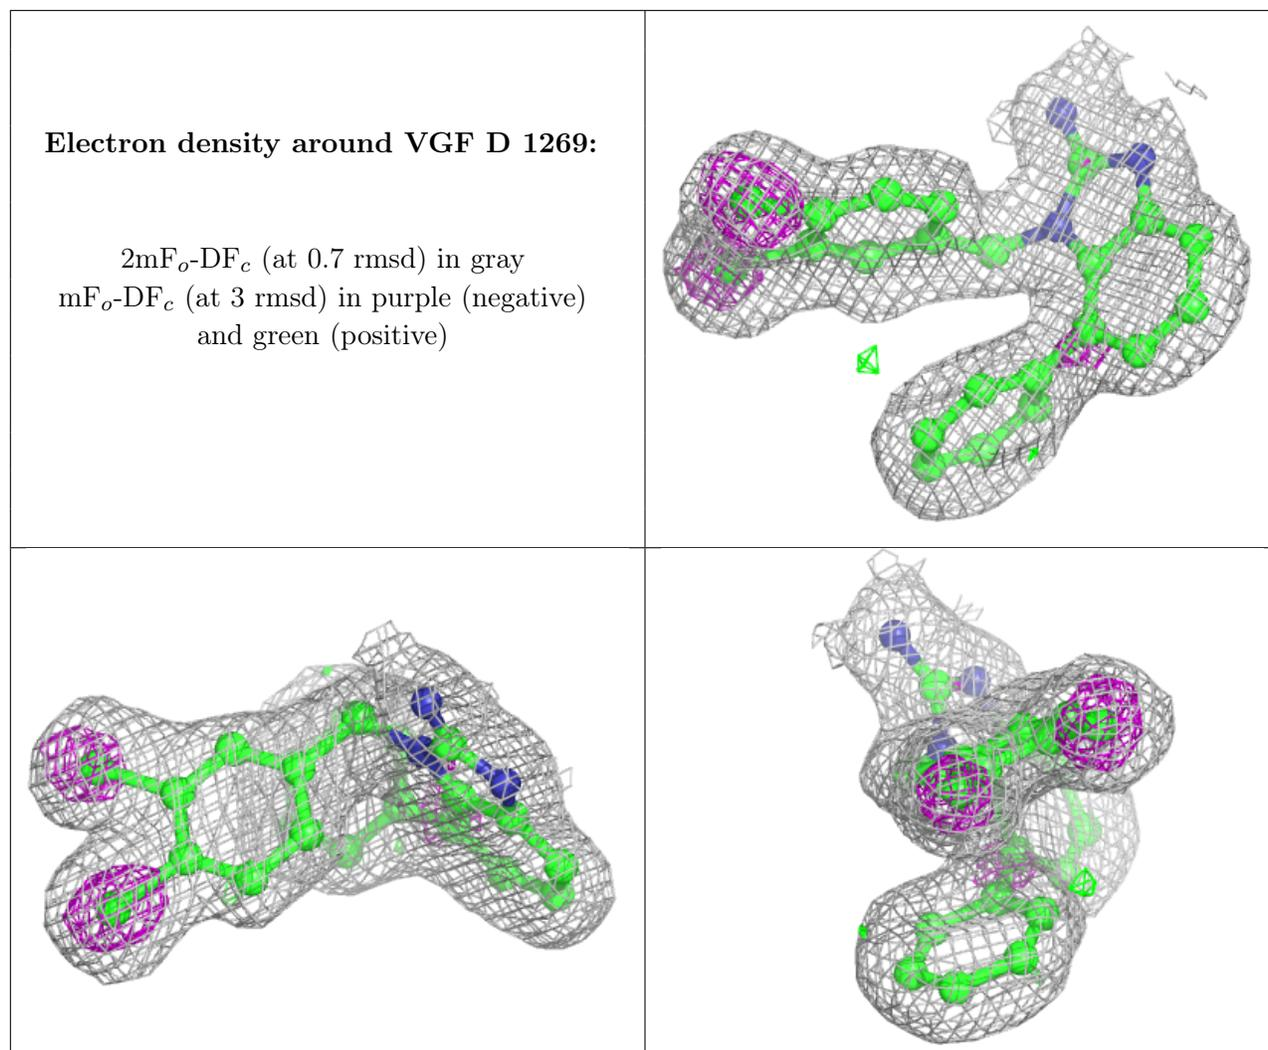 Electron density around VGF D 1269:
2mFo-DFc (at 0.7 rmsd) in gray
mFo-DFc (at 3 rmsd) in purple (negative)
and green (positive)